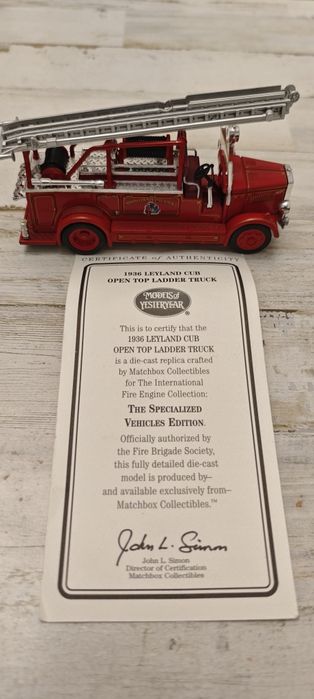 CERTIFICATE of AUTHENTICITY
1936 LEYLAND CUB
OPEN TOP LADDER TRUCK
MODELS of
YESTERYEAR
®
This is to certify that the
1936 LEYLAND CUB
OPEN TOP LADDER TRUCK
is a die-cast replica crafted
by Matchbox Collectibles
for The International
Fire Engine Collection:
THE SPECIALIZED
VEHICLES EDITION.
Officially authorized by
the Fire Brigade Society,
this fully detailed die-cast
model is produced by—
and available exclusively from—
Matchbox Collectibles.™
John L. Simon
John L. Simon
Director of Certification
Matchbox Collectibles